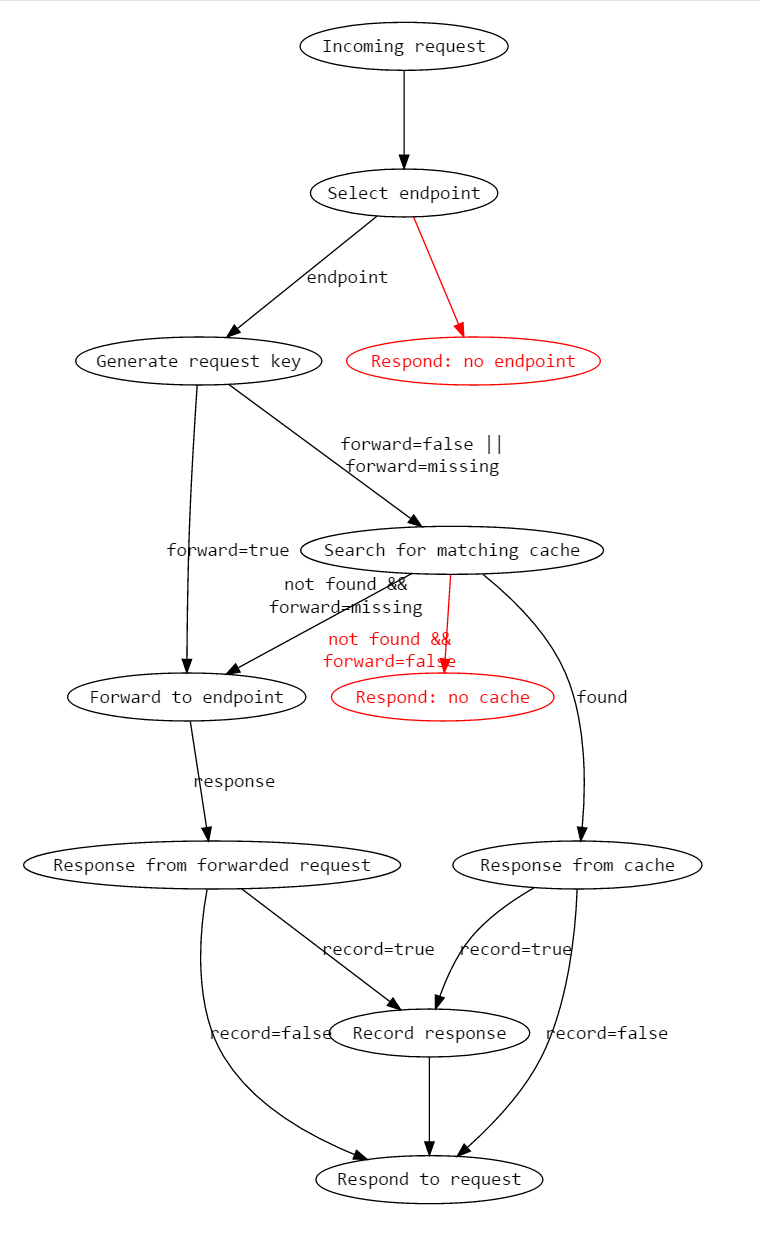 Incoming request
Select endpoint
endpoint
Generate request key
Respond: no endpoint
forward=false ||
forward=missing
forward=true
Search for matching cache
not found &&
forward=missing
not found &&
forward=false
Forward to endpoint
Respond: no cache
found
response
Response from forwarded request
Response from cache
record=true
record=true
record=false
Record response
record=false
Respond to request